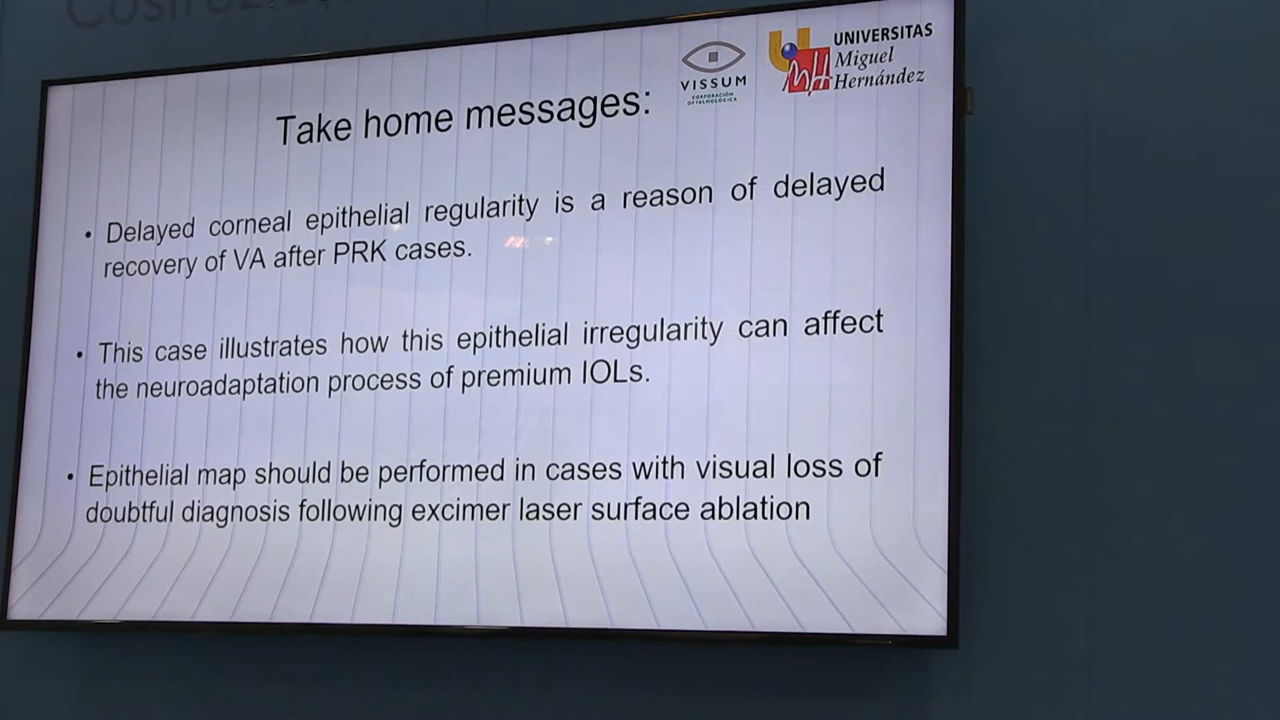 VISSUM
CORPORACIÓN
OFTALMOLÓGICA
UNIVERSITAS
Miguel
Hernández
Take home messages:
• Delayed corneal epithelial regularity is a reason of delayed
recovery of VA after PRK cases.
• This case illustrates how this epithelial irregularity can affect
the neuroadaptation process of premium IOLs.
• Epithelial map should be performed in cases with visual loss of
doubtful diagnosis following excimer laser surface ablation